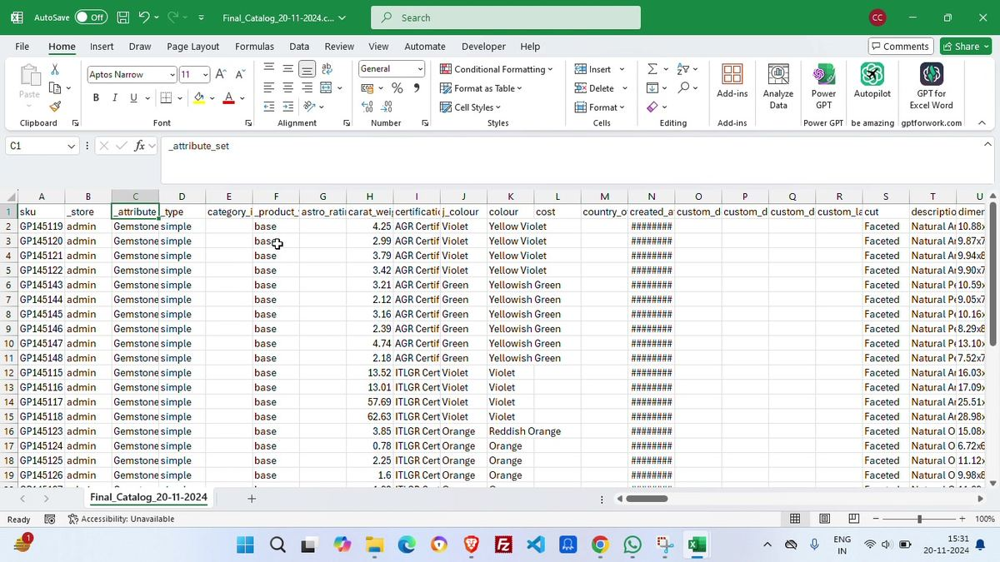 AutoSave Off Final_Catalog_20-11-2024.c... Search CC
File Home Insert Draw Page Layout Formulas Data Review View Automate Developer Help Comments Share
Paste Aptos Narrow 11 General Conditional Formatting Format as Table Cell Styles Insert Delete Format Add-ins Analyze Data Power GPT Autopilot GPT for Excel Word
Clipboard Font Alignment Number Styles Cells Editing Add-ins Power GPT be amazing gptforwork.com
C1 fx _attribute_set
A B C D E F G H I J K L M N O P Q R S T U
1 sku _store _attribute _type category_i _product_ astro_rati carat_weig certificatio j_colour colour cost country_o created_a custom_d custom_d custom_d custom_la cut descriptio dimen
2 GP145119 admin Gemstone simple base 4.25 AGR Certif Violet Yellow Violet ######## Faceted Natural Ar 10.88x
3 GP145120 admin Gemstone simple base 2.99 AGR Certif Violet Yellow Violet ######## Faceted Natural Ar 9.87x7
4 GP145121 admin Gemstone simple base 3.79 AGR Certif Violet Yellow Violet ######## Faceted Natural Ar 9.94x8
5 GP145122 admin Gemstone simple base 3.42 AGR Certif Violet Yellow Violet ######## Faceted Natural Ar 9.90x7
6 GP145143 admin Gemstone simple base 3.21 AGR Certif Green Yellowish Green ######## Faceted Natural Pe 10.59x
7 GP145144 admin Gemstone simple base 2.12 AGR Certif Green Yellowish Green ######## Faceted Natural Pe 9.05x7
8 GP145145 admin Gemstone simple base 3.16 AGR Certif Green Yellowish Green ######## Faceted Natural Pe 10.16x
9 GP145146 admin Gemstone simple base 2.39 AGR Certif Green Yellowish Green ######## Faceted Natural Pe 8.29x8
10 GP145147 admin Gemstone simple base 4.74 AGR Certif Green Yellowish Green ######## Faceted Natural Pe 13.10x
11 GP145148 admin Gemstone simple base 2.18 AGR Certif Green Yellowish Green ######## Faceted Natural Pe 7.52x7
12 GP145115 admin Gemstone simple base 13.52 ITLGR Cert Violet Violet ######## Faceted Natural Ar 16.03x
13 GP145116 admin Gemstone simple base 13.01 ITLGR Cert Violet Violet ######## Faceted Natural Ar 17.09x
14 GP145117 admin Gemstone simple base 57.69 ITLGR Cert Violet Violet ######## Faceted Natural Ar 25.51x
15 GP145118 admin Gemstone simple base 62.63 ITLGR Cert Violet Violet ######## Faceted Natural Ar 28.98x
16 GP145123 admin Gemstone simple base 3.85 ITLGR Cert Orange Reddish Orange ######## Faceted Natural O 15.08x
17 GP145124 admin Gemstone simple base 0.78 ITLGR Cert Orange Orange ######## Faceted Natural O 6.72x6
18 GP145125 admin Gemstone simple base 2.25 ITLGR Cert Orange Orange ######## Faceted Natural O 11.12x
19 GP145126 admin Gemstone simple base 1.6 ITLGR Cert Orange Orange ######## Faceted Natural O 9.98x8
Final_Catalog_20-11-2024
Ready Accessibility: Unavailable 100%
1 ENG IN 15:31 20-11-2024